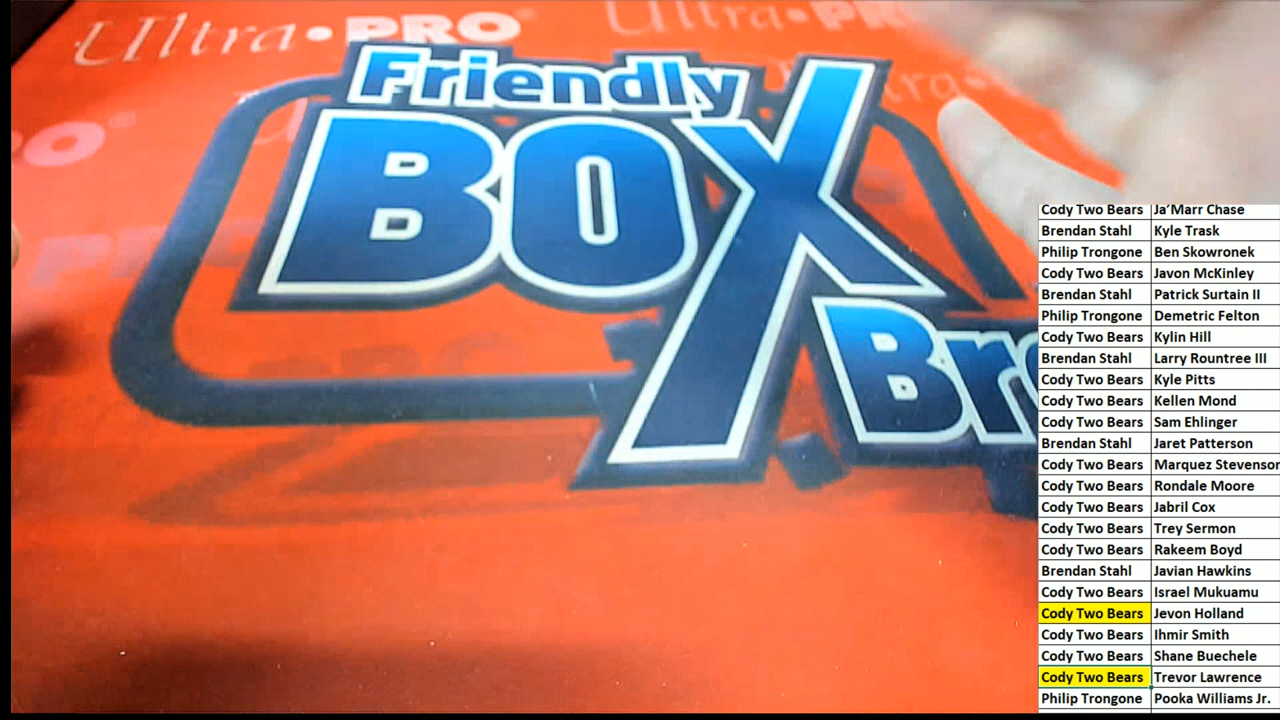 Ultra•PRO®
Ultra•PR
Friendly
BOX
Bre
Cody Two Bears Ja'Marr Chase
Brendan Stahl Kyle Trask
Philip Trongone Ben Skowronek
Cody Two Bears Javon McKinley
Brendan Stahl Patrick Surtain II
Philip Trongone Demetric Felton
Cody Two Bears Kylin Hill
Brendan Stahl Larry Rountree III
Cody Two Bears Kyle Pitts
Cody Two Bears Kellen Mond
Cody Two Bears Sam Ehlinger
Brendan Stahl Jaret Patterson
Cody Two Bears Marquez Stevenson
Cody Two Bears Rondale Moore
Cody Two Bears Jabril Cox
Cody Two Bears Trey Sermon
Cody Two Bears Rakeem Boyd
Brendan Stahl Javian Hawkins
Cody Two Bears Israel Mukuamu
Cody Two Bears Jevon Holland
Cody Two Bears Ihmir Smith
Cody Two Bears Shane Buechele
Cody Two Bears Trevor Lawrence
Philip Trongone Pooka Williams Jr.